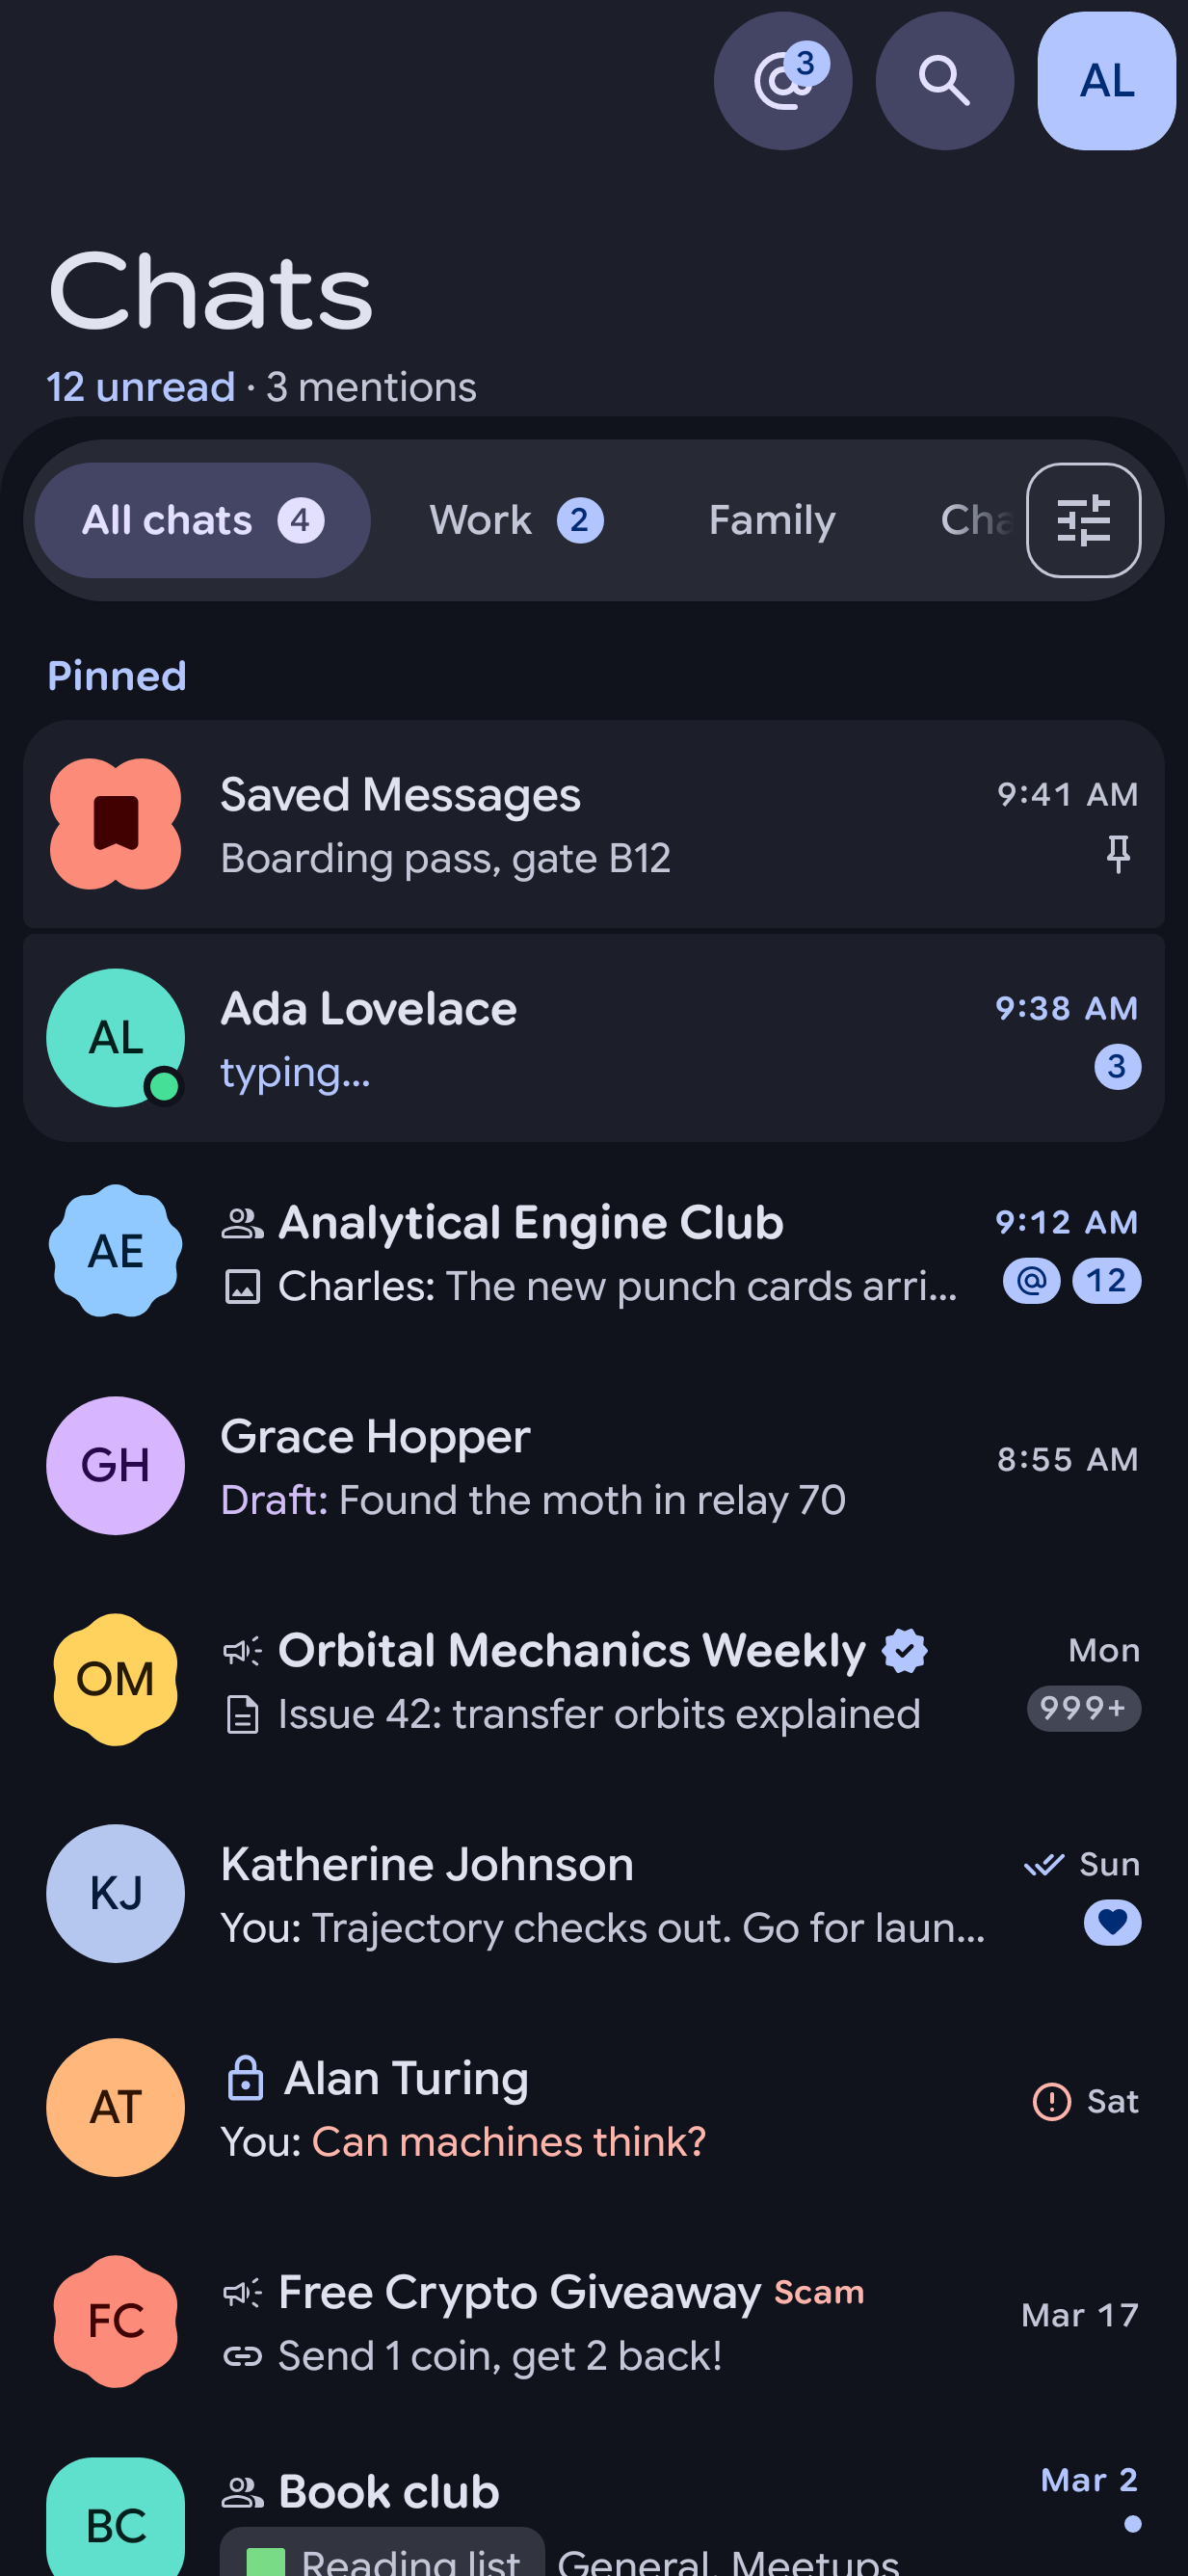 3
AL
Chats
12 unread · 3 mentions
All chats 4 Work 2 Family Cha
Pinned
Saved Messages 9:41 AM
Boarding pass, gate B12
AL
Ada Lovelace 9:38 AM
typing... 3
AE
Analytical Engine Club 9:12 AM
Charles: The new punch cards arri... @ 12
GH
Grace Hopper 8:55 AM
Draft: Found the moth in relay 70
OM
Orbital Mechanics Weekly Mon
Issue 42: transfer orbits explained 999+
KJ
Katherine Johnson Sun
You: Trajectory checks out. Go for laun...
AT
Alan Turing Sat
You: Can machines think?
FC
Free Crypto Giveaway Scam Mar 17
Send 1 coin, get 2 back!
BC
Book club Mar 2
Reading list General, Meetups